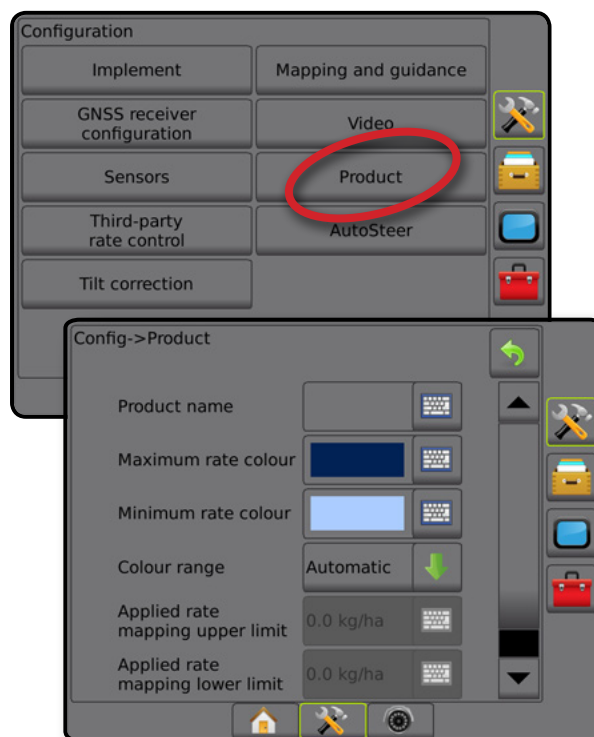 Configuration
Implement
Mapping and guidance
GNSS receiver
configuration
Video
Sensors
Product
Third-party
rate control
AutoSteer
Tilt correction
Config->Product
Product name
Maximum rate colour
Minimum rate colour
Colour range
Automatic
Applied rate
mapping upper limit
0.0 kg/ha
Applied rate
mapping lower limit
0.0 kg/ha